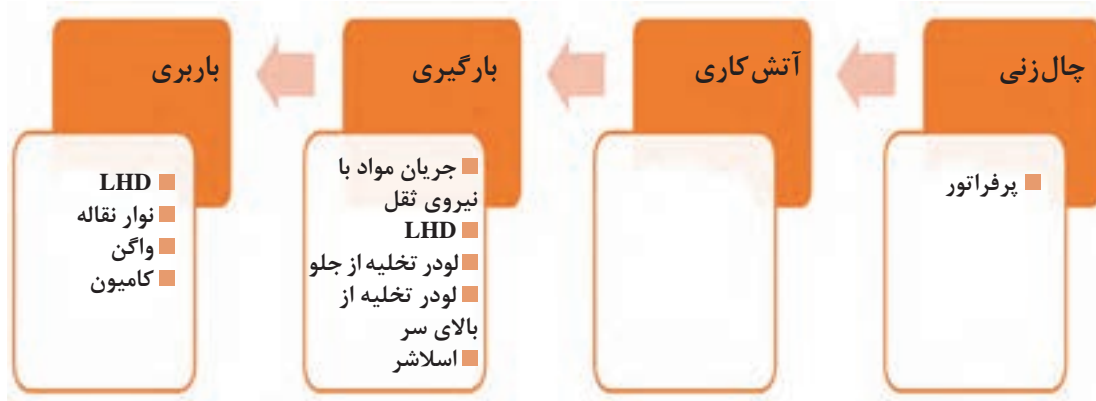 چال‌زنی
■ پرفراتور
آتش‌کاری
بارگیری
■ جریان مواد با
نیروی ثقل
■ LHD
■ لودر تخلیه از جلو
■ لودر تخلیه از
بالای سر
■ اسلاشر
باربری
■ LHD
■ نوار نقاله
■ واگن
■ کامیون